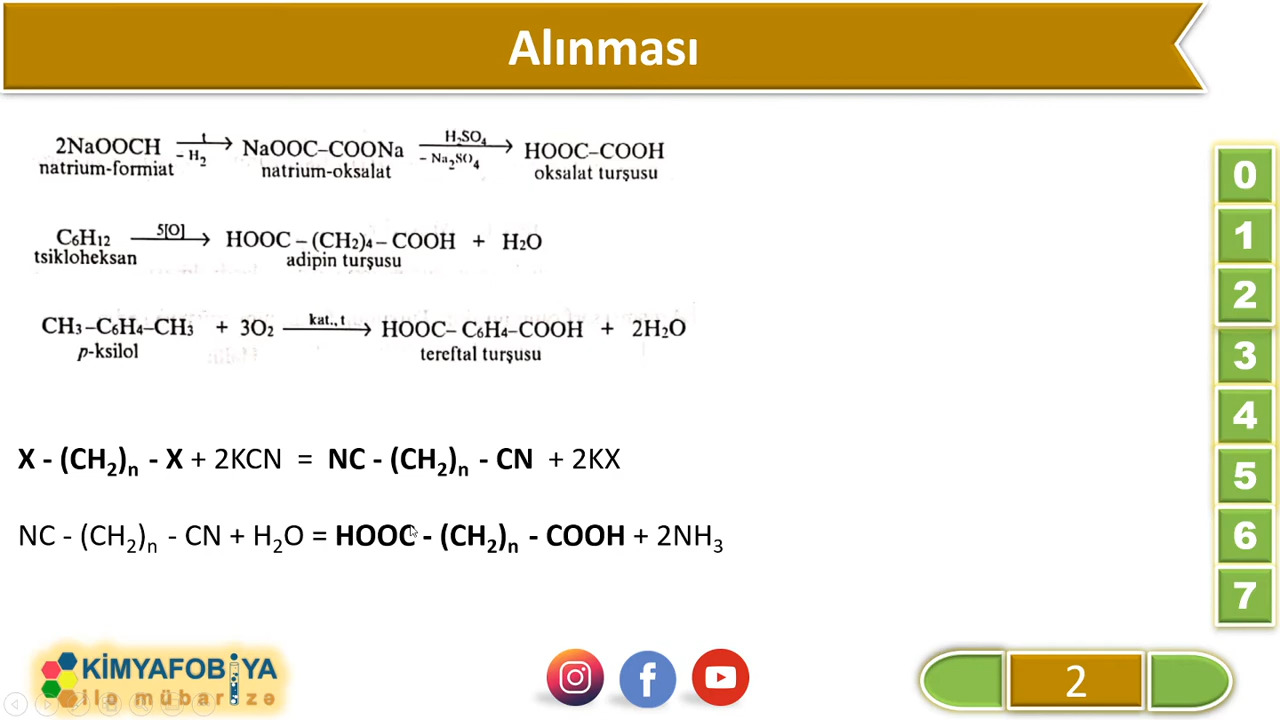 Alınması
2NaOOCH —t→ −H₂ NaOOC–COONa —H₂SO₄→ −Na₂SO₄ HOOC–COOH
natrium-formiat natrium-oksalat oksalat turşusu
C₆H₁₂ —5[O]→ HOOC – (CH₂)₄ – COOH + H₂O
tsikloheksan adipin turşusu
CH₃–C₆H₄–CH₃ + 3O₂ —kat., t→ HOOC– C₆H₄–COOH + 2H₂O
p-ksilol tereftal turşusu
X - (CH₂)ₙ - X + 2KCN = NC - (CH₂)ₙ - CN + 2KX
NC - (CH₂)ₙ - CN + H₂O = HOOC - (CH₂)ₙ - COOH + 2NH₃
0
1
2
3
4
5
6
7
KİMYAFOBİYA
ilə mübarizə
2